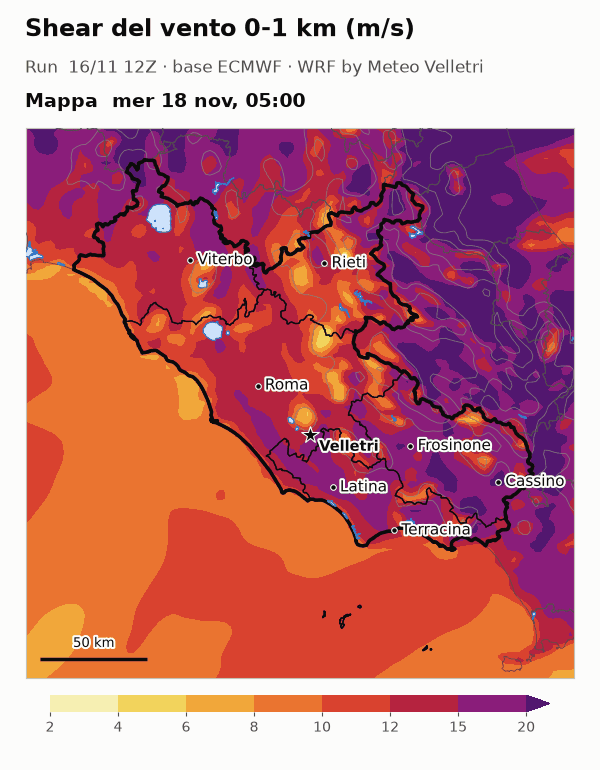 Shear del vento 0-1 km (m/s)
Run  16/11 12Z · base ECMWF · WRF by Meteo Velletri
Mappa  mer 18 nov, 05:00
Viterbo
Rieti
Roma
Velletri
Frosinone
Latina
Cassino
Terracina
50 km
2 4 6 8 10 12 15 20